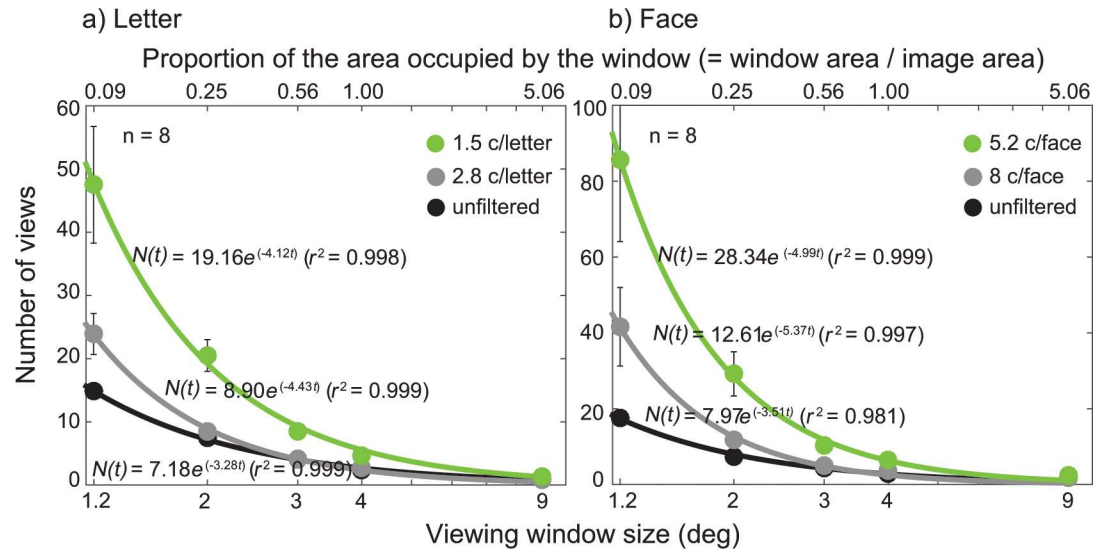 a) Letter
b) Face
Proportion of the area occupied by the window (= window area / image area)
0.09 0.25 0.56 1.00 5.06
0.09 0.25 0.56 1.00 5.06
Number of views
60
50
40
30
20
10
0
n = 8
1.5 c/letter
2.8 c/letter
unfiltered
N(t) = 19.16e^(-4.12t) (r² = 0.998)
N(t) = 8.90e^(-4.43t) (r² = 0.999)
N(t) = 7.18e^(-3.28t) (r² = 0.999)
1.2 2 3 4 9
100
80
60
40
20
0
n = 8
5.2 c/face
8 c/face
unfiltered
N(t) = 28.34e^(-4.99t) (r² = 0.999)
N(t) = 12.61e^(-5.37t) (r² = 0.997)
N(t) = 7.97e^(-3.51t) (r² = 0.981)
1.2 2 3 4 9
Viewing window size (deg)